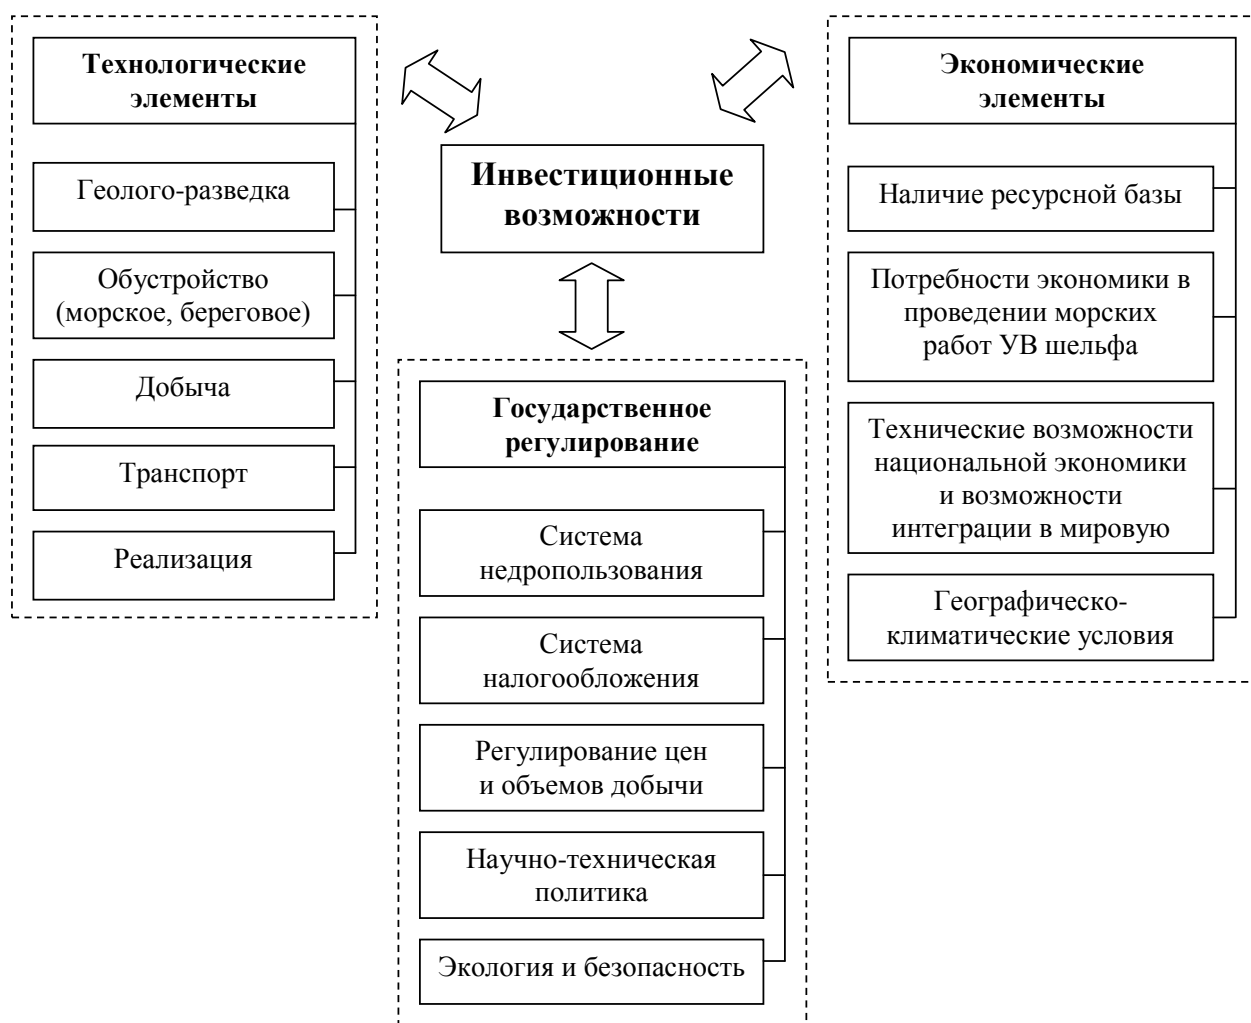 Технологические
элементы
Геолого-разведка
Обустройство
(морское, береговое)
Добыча
Транспорт
Реализация
Инвестиционные
возможности
Государственное
регулирование
Система
недропользования
Система
налогообложения
Регулирование цен
и объемов добычи
Научно-техническая
политика
Экология и безопасность
Экономические
элементы
Наличие ресурсной базы
Потребности экономики в
проведении морских
работ УВ шельфа
Технические возможности
национальной экономики
и возможности
интеграции в мировую
Географическо-
климатические условия